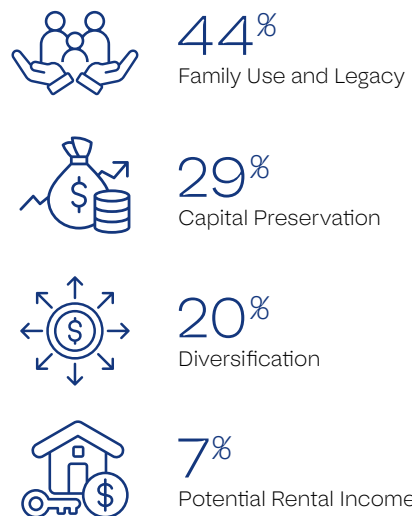 44%
Family Use and Legacy
$
29%
Capital Preservation
$
20%
Diversification
$
7%
Potential Rental Income